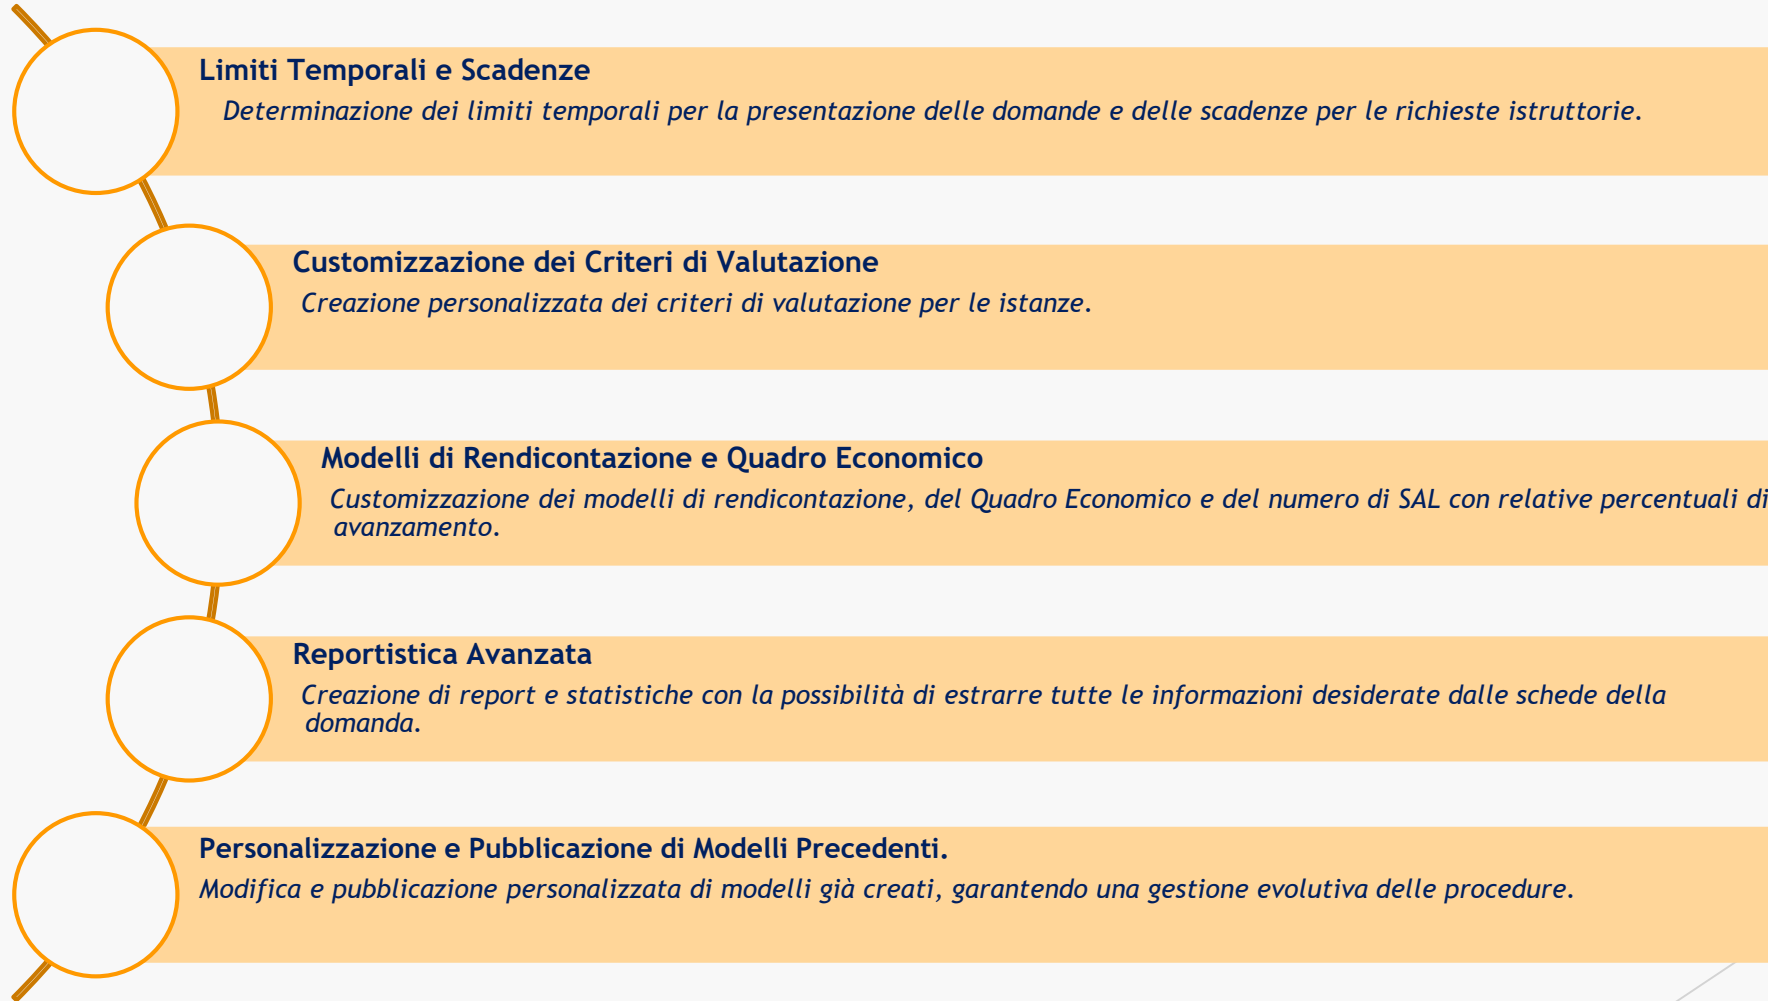 Limiti Temporali e Scadenze
Determinazione dei limiti temporali per la presentazione delle domande e delle scadenze per le richieste istruttorie.
Customizzazione dei Criteri di Valutazione
Creazione personalizzata dei criteri di valutazione per le istanze.
Modelli di Rendicontazione e Quadro Economico
Customizzazione dei modelli di rendicontazione, del Quadro Economico e del numero di SAL con relative percentuali di
avanzamento.
Reportistica Avanzata
Creazione di report e statistiche con la possibilità di estrarre tutte le informazioni desiderate dalle schede della
domanda.
Personalizzazione e Pubblicazione di Modelli Precedenti.
Modifica e pubblicazione personalizzata di modelli già creati, garantendo una gestione evolutiva delle procedure.